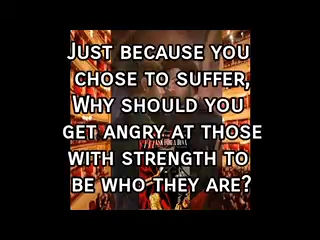 Just because you
chose to suffer,
Why should you
get angry at those
with strength to
be who they are?